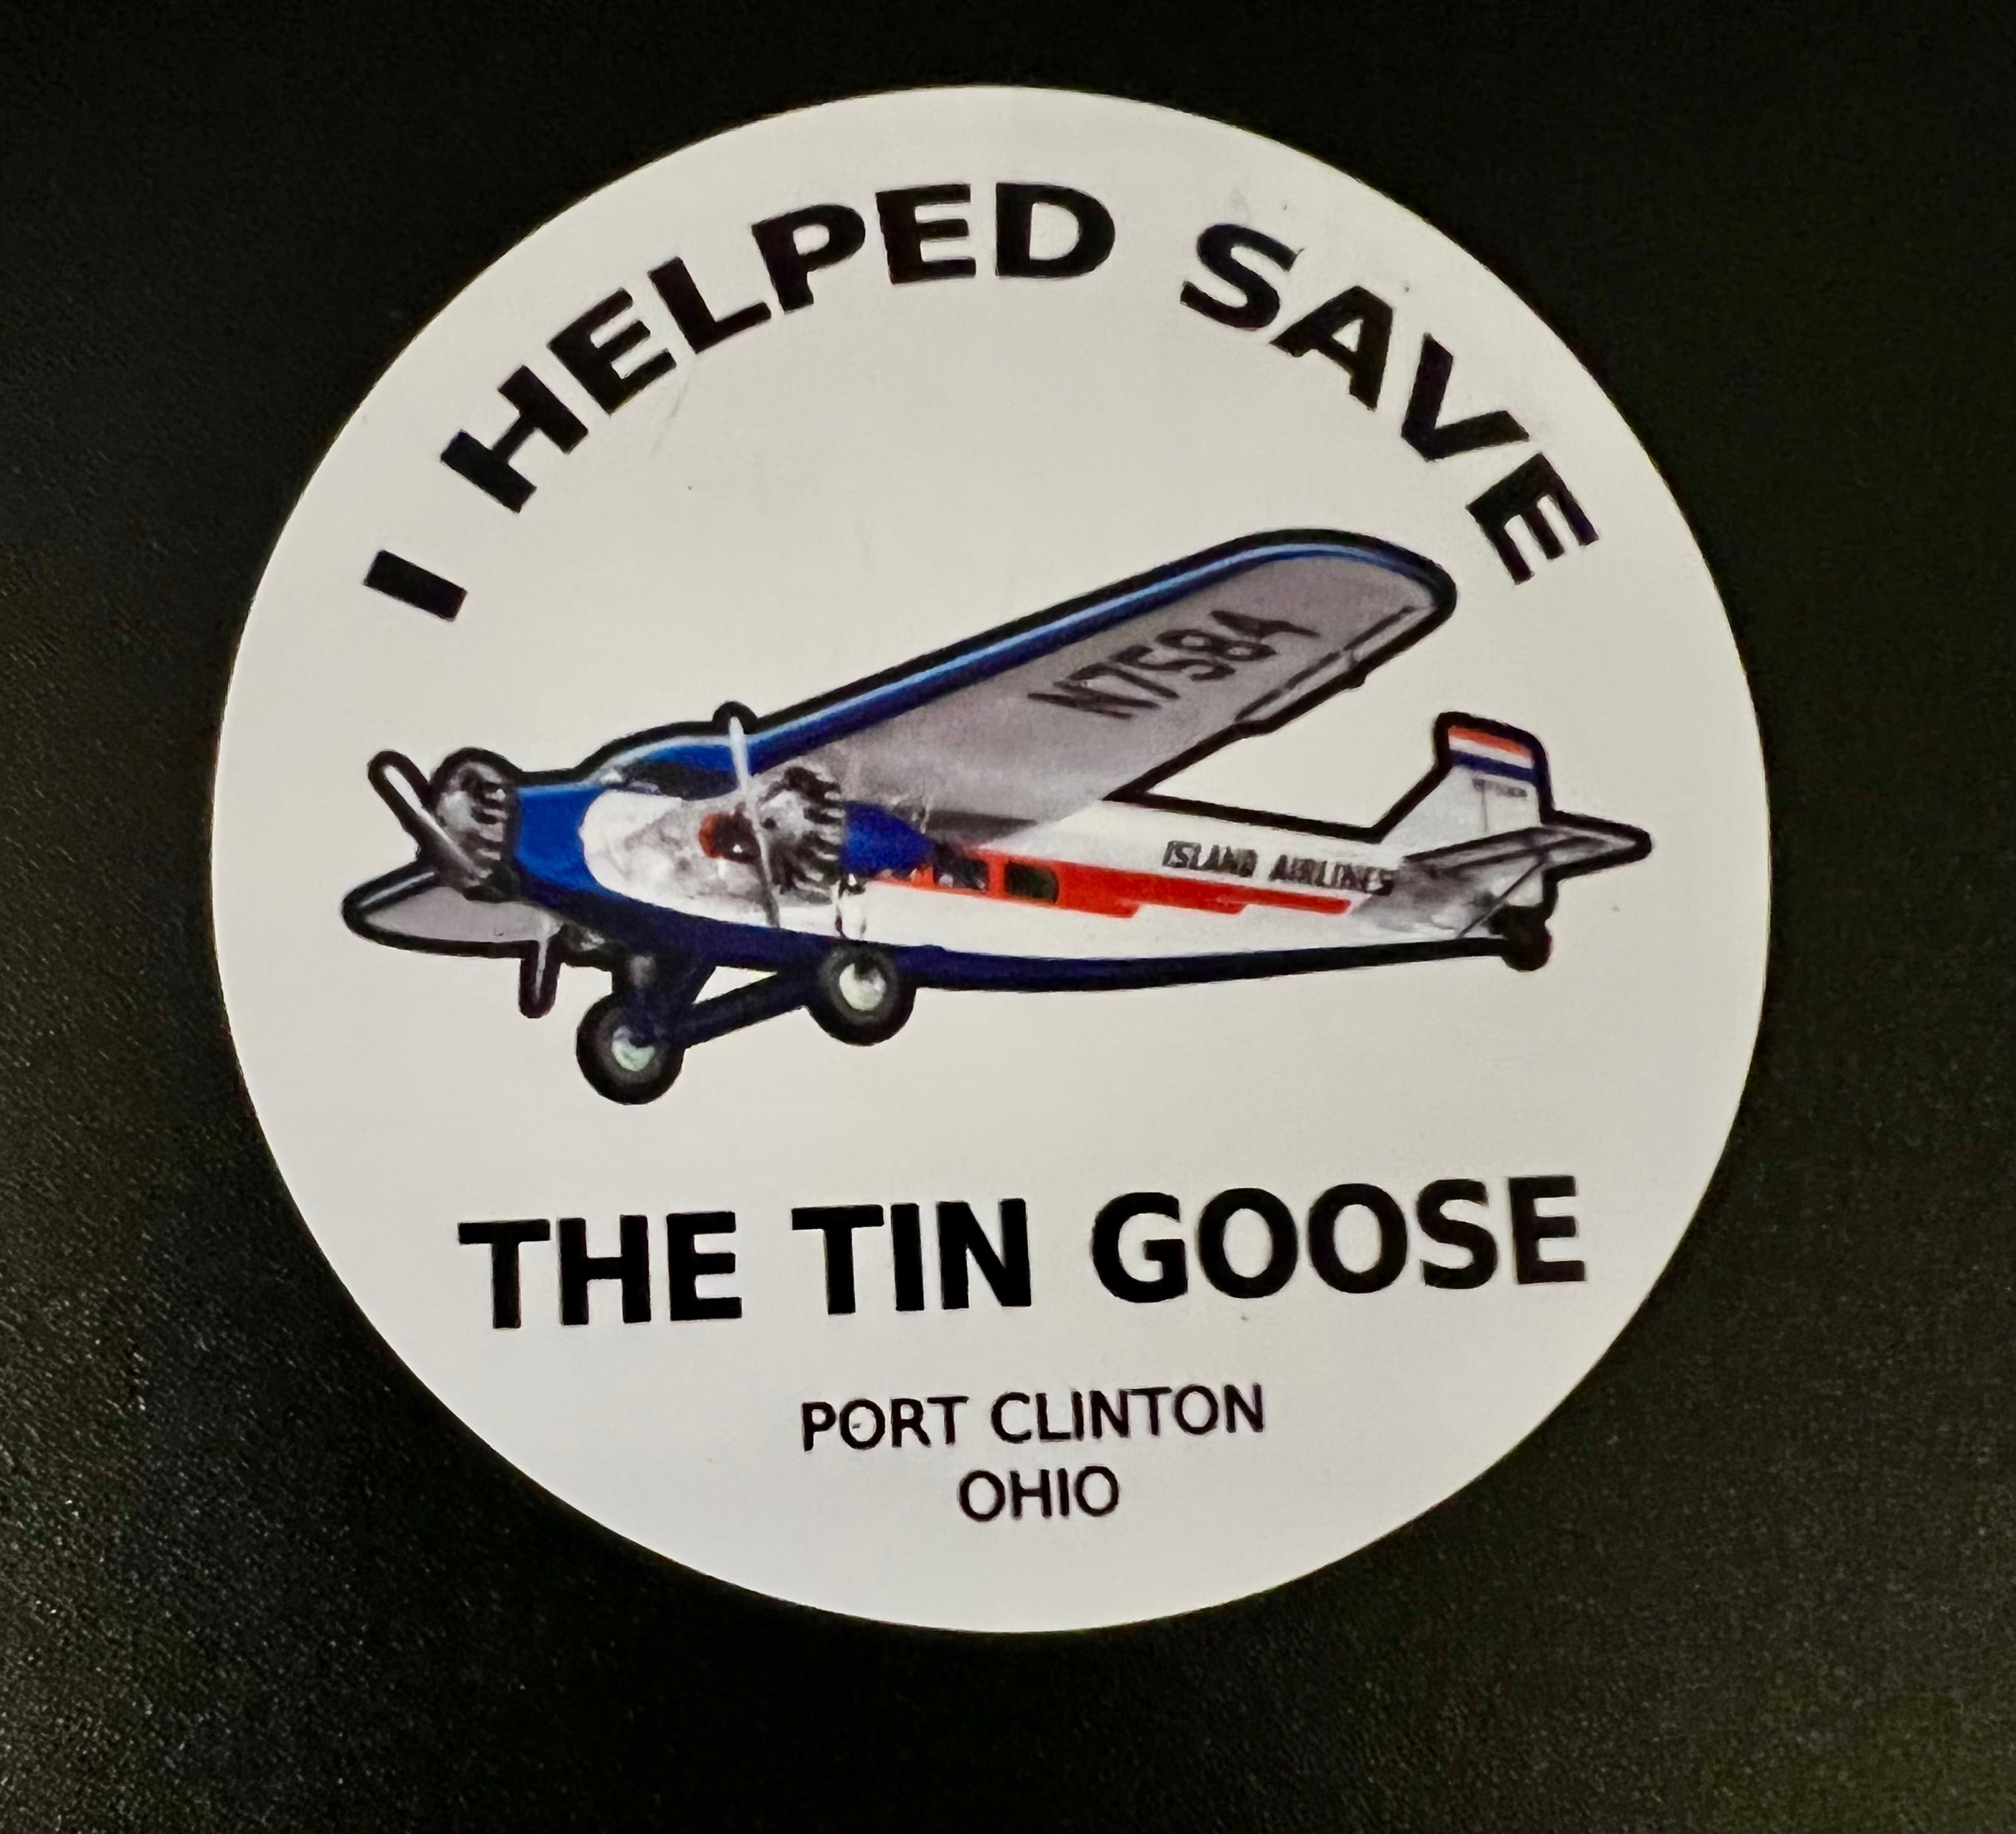 I HELPED SAVE
N7584
ISLAND AIRLINES
THE TIN GOOSE
PORT CLINTON
OHIO